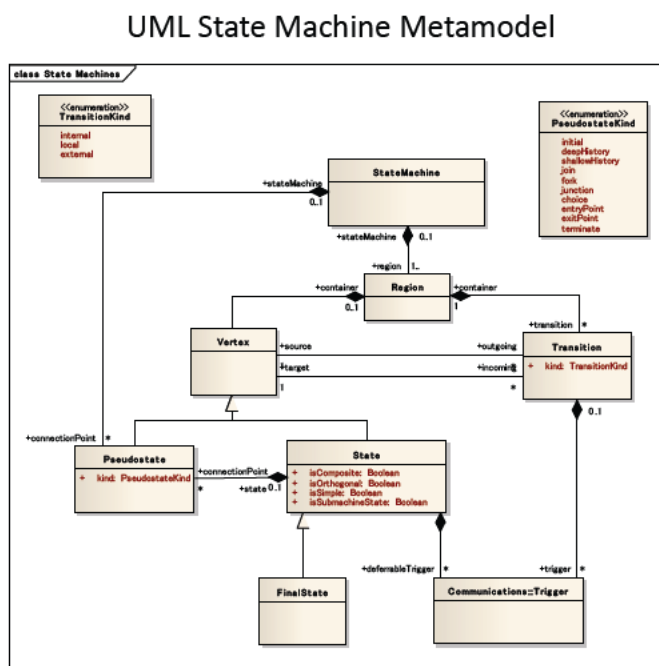 UML State Machine Metamodel
class State Machines
<<enumeration>>
TransitionKind
internal
local
external
<<enumeration>>
PseudostateKind
initial
deepHistory
shallowHistory
join
fork
junction
choice
entryPoint
exitPoint
terminate
StateMachine
+stateMachine
0..1
+stateMachine
0..1
+region
1..
Region
+container
0..1
+container
1
+transition
*
Vertex
+source
+outgoing
+target
1
+incoming
*
Transition
+ kind: TransitionKind
0..1
+connectionPoint
*
Pseudostate
+ kind: PseudostateKind
+connectionPoint
*
+state
0..1
State
+ isComposite: Boolean
+ isOrthogonal: Boolean
+ isSimple: Boolean
+ isSubmachineState: Boolean
+deferrableTrigger
*
+trigger
*
FinalState
Communications::Trigger